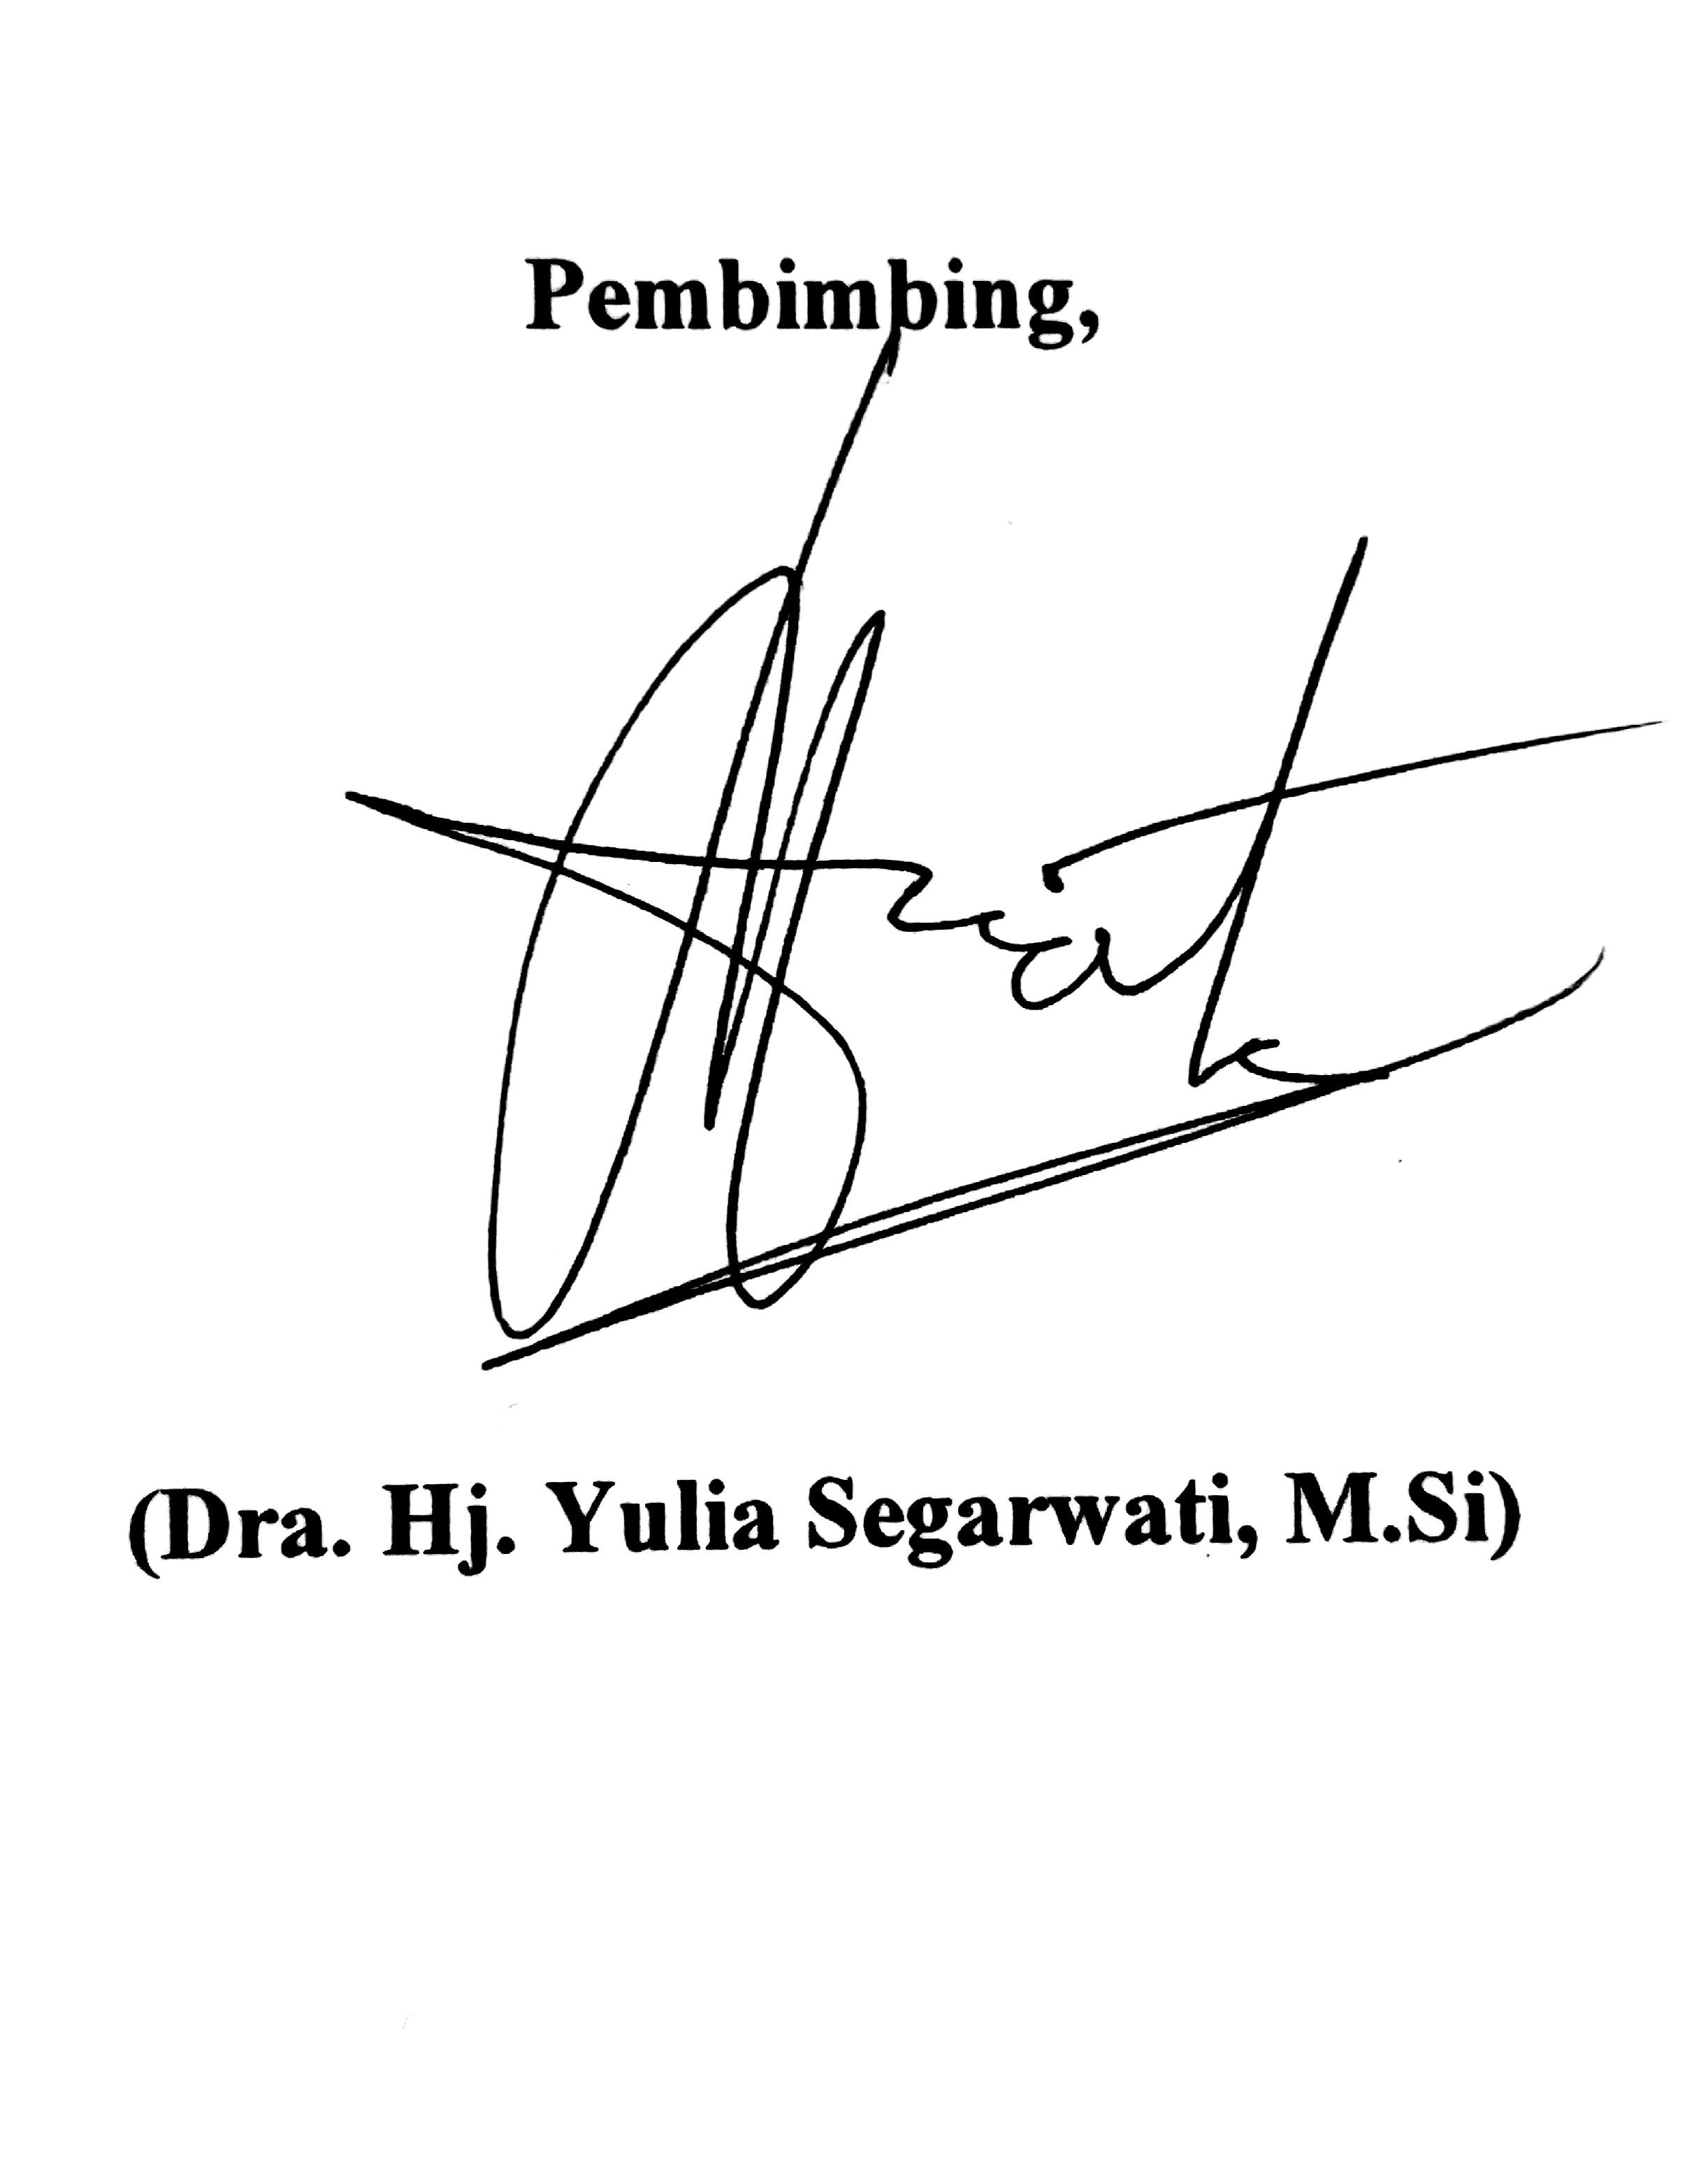 Pembimbing,
(Dra. Hj. Yulia Segarwati, M.Si)